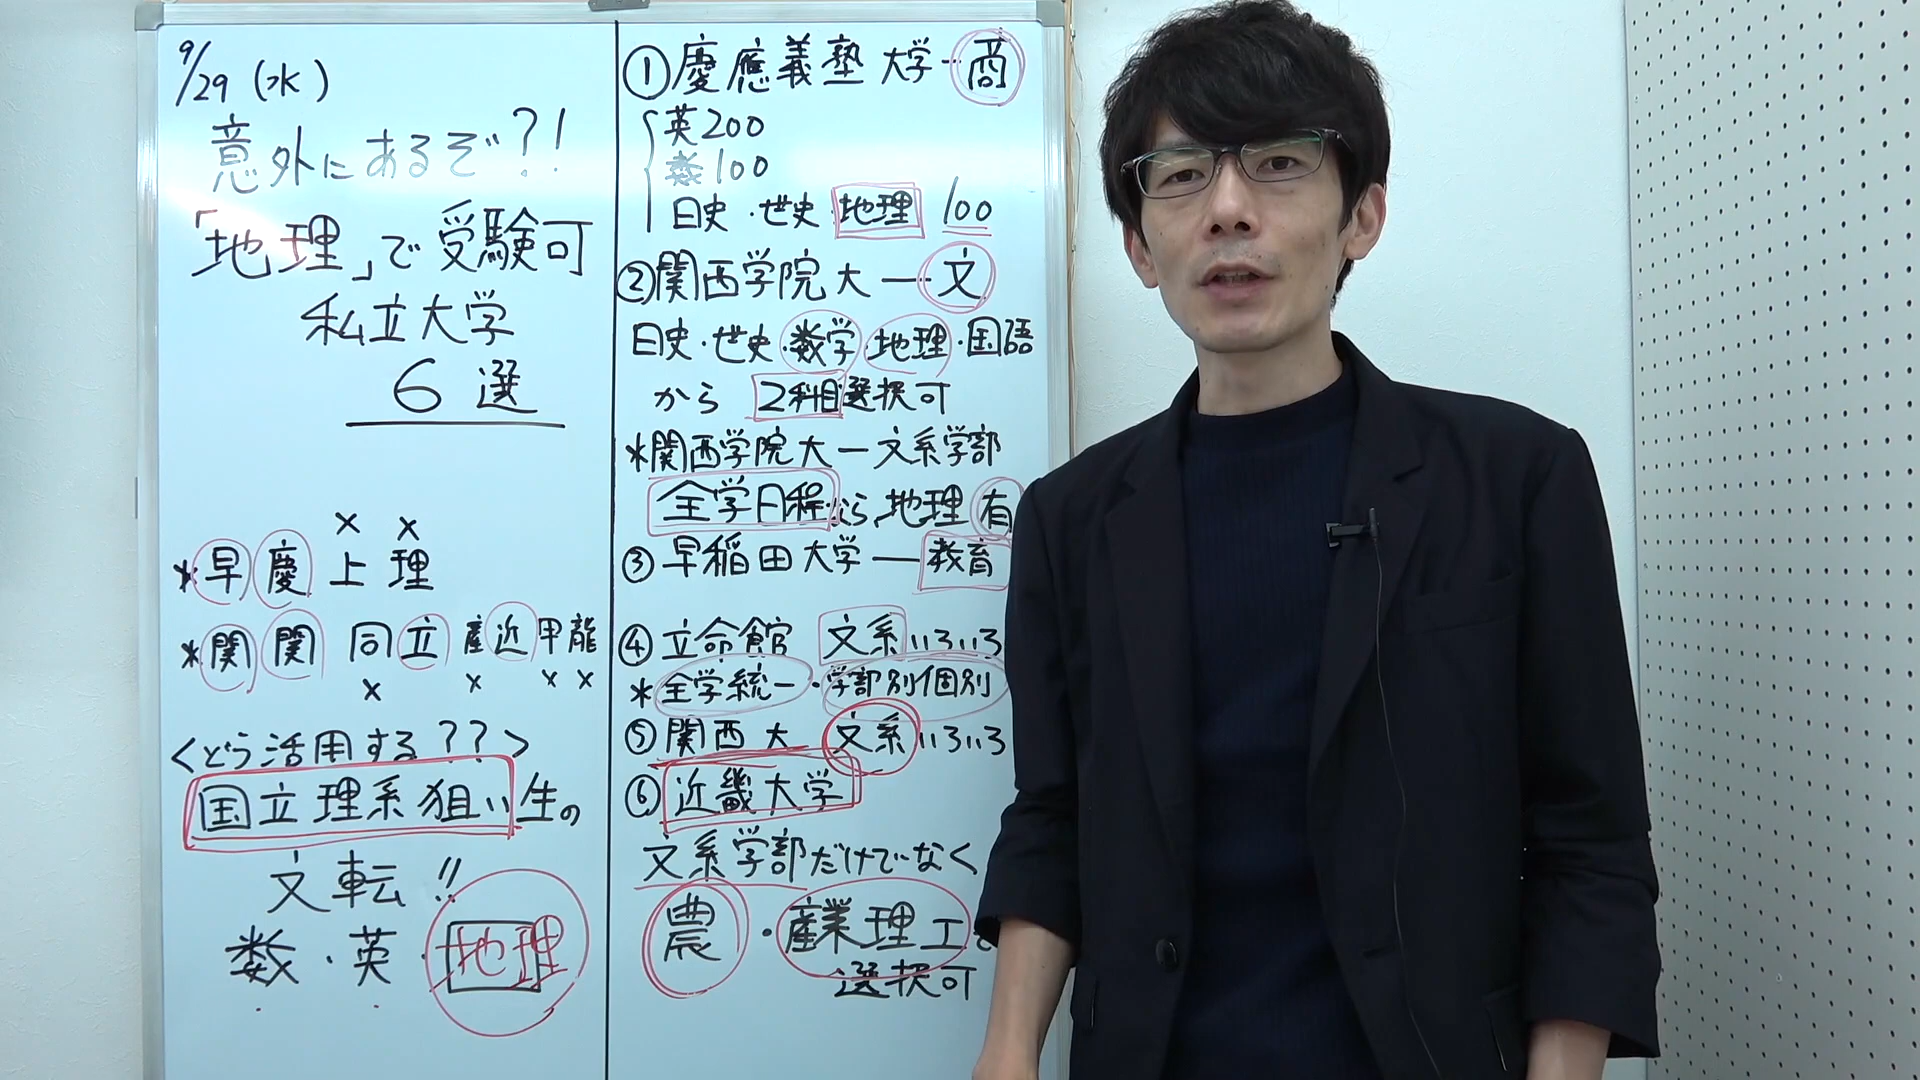 9/29 (水)
意外にあるぞ?!
「地理」で受験可
私立大学
6選
× ×
*早慶上理
*関関同立産近甲龍
× × × ×
<どう活用する??>
国立理系狙い生の
文転!!
数・英・地理
①慶應義塾大学…商
英200
数100
日史・世史・地理 100
②関西学院大―…文
日史・世史・数学・地理・国語
から 2科目選択可
*関西学院大―文系学部
全学日程なら、地理有
③早稲田大学―教育
④立命館 文系いろいろ
*全学統一・学部別個別
⑤関西大 文系いろいろ
⑥近畿大学
文系学部だけでなく
農・産業理工も
選択可